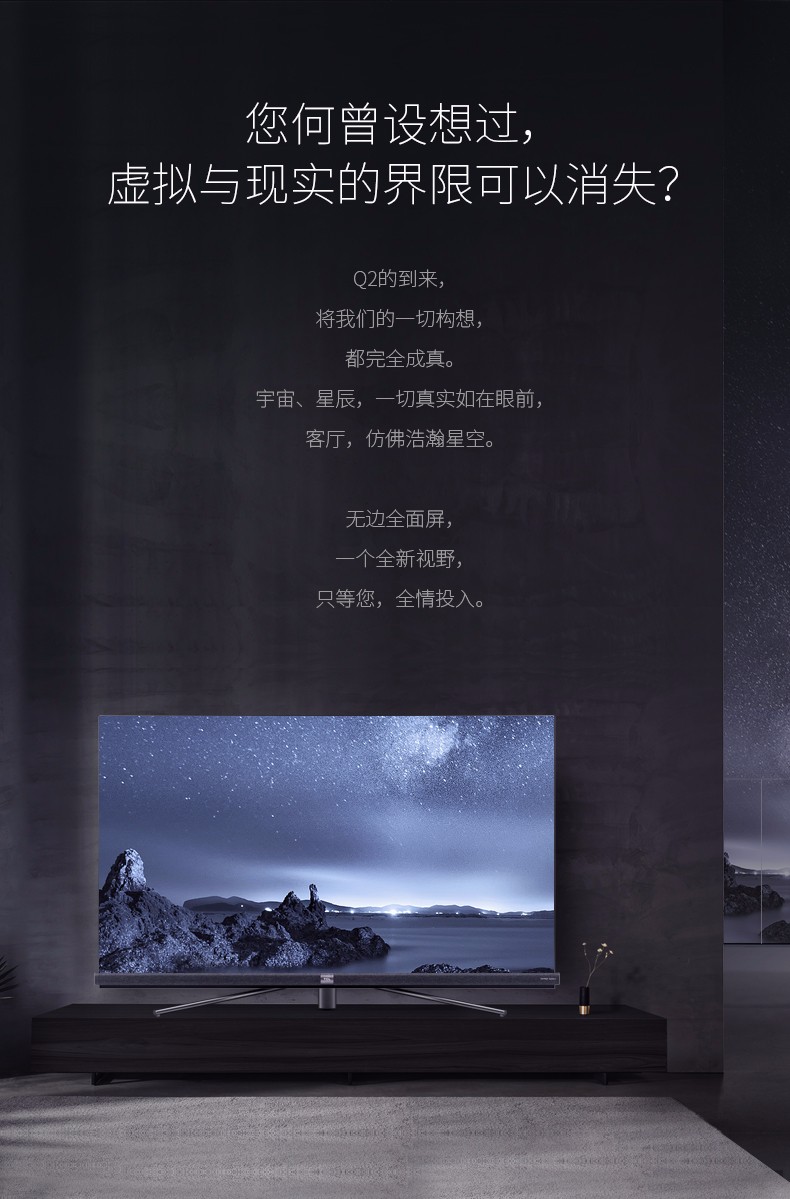 您何曾设想过，
虚拟与现实的界限可以消失？
Q2的到来，
将我们的一切构想，
都完全成真。
宇宙、星辰，一切真实如在眼前，
客厅，仿佛浩瀚星空。
无边全面屏，
一个全新视野，
只等您，全情投入。